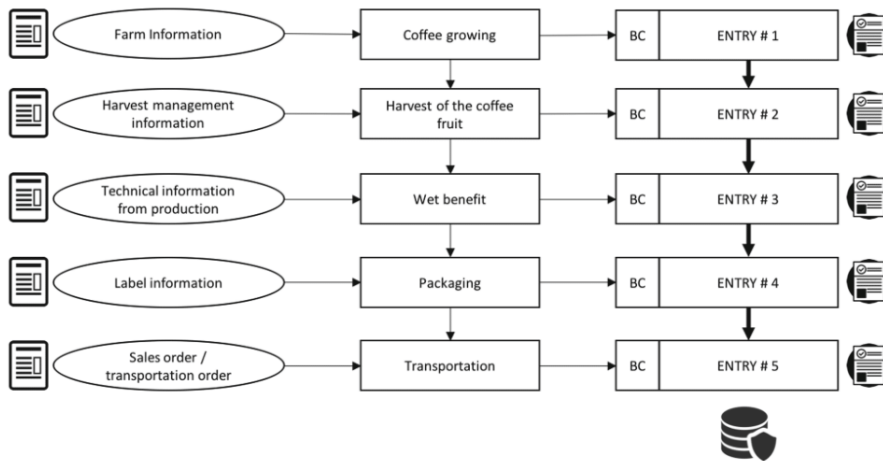 Farm Information
Coffee growing
BC
ENTRY # 1
Harvest management
information
Harvest of the coffee
fruit
BC
ENTRY # 2
Technical information
from production
Wet benefit
BC
ENTRY # 3
Label information
Packaging
BC
ENTRY # 4
Sales order /
transportation order
Transportation
BC
ENTRY # 5